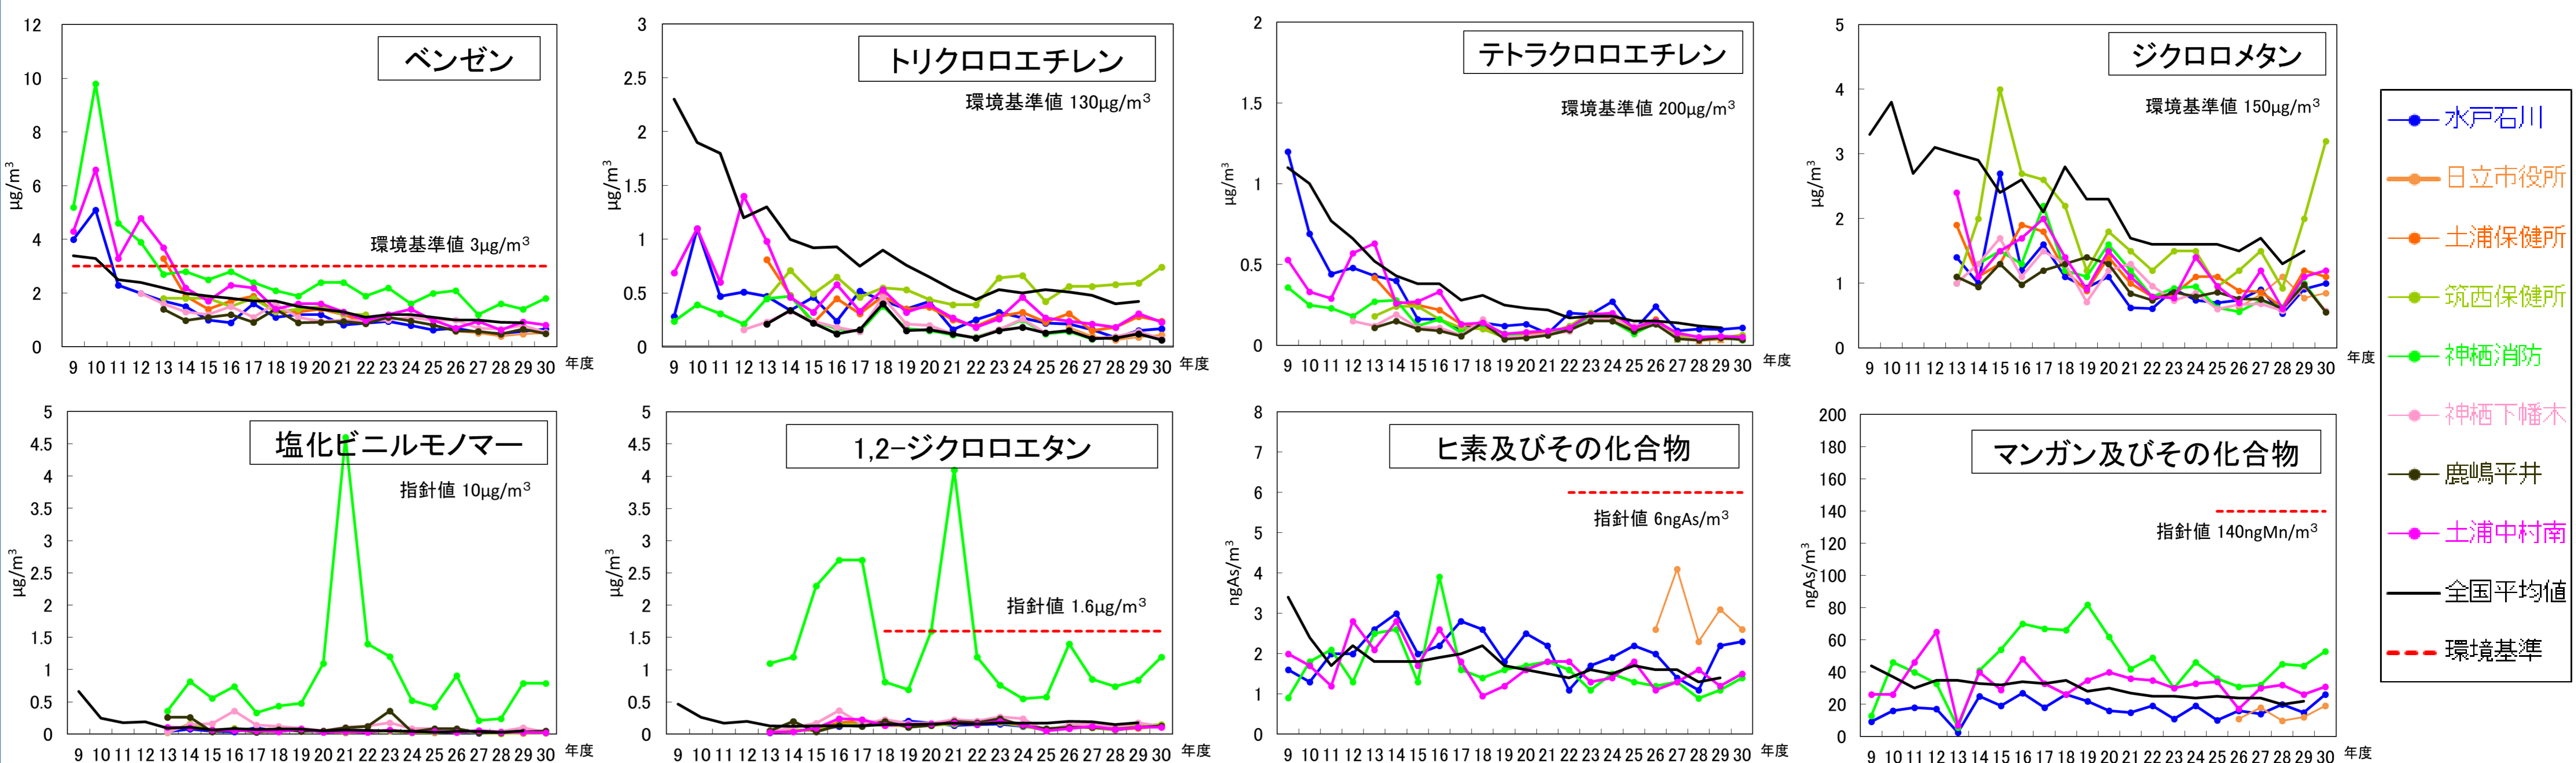 ベンゼン
12
10
8
6
4
2
0
μg/m³
環境基準値 3μg/m³
9 10 11 12 13 14 15 16 17 18 19 20 21 22 23 24 25 26 27 28 29 30 年度
トリクロロエチレン
環境基準値 130μg/m³
3
2.5
2
1.5
1
0.5
0
μg/m³
9 10 11 12 13 14 15 16 17 18 19 20 21 22 23 24 25 26 27 28 29 30 年度
テトラクロロエチレン
環境基準値 200μg/m³
2
1.5
1
0.5
0
μg/m³
9 10 11 12 13 14 15 16 17 18 19 20 21 22 23 24 25 26 27 28 29 30 年度
ジクロロメタン
環境基準値 150μg/m³
5
4
3
2
1
0
μg/m³
9 10 11 12 13 14 15 16 17 18 19 20 21 22 23 24 25 26 27 28 29 30 年度
塩化ビニルモノマー
指針値 10μg/m³
5
4.5
4
3.5
3
2.5
2
1.5
1
0.5
0
μg/m³
9 10 11 12 13 14 15 16 17 18 19 20 21 22 23 24 25 26 27 28 29 30 年度
1,2-ジクロロエタン
指針値 1.6μg/m³
5
4.5
4
3.5
3
2.5
2
1.5
1
0.5
0
μg/m³
9 10 11 12 13 14 15 16 17 18 19 20 21 22 23 24 25 26 27 28 29 30 年度
ヒ素及びその化合物
指針値 6ngAs/m³
8
7
6
5
4
3
2
1
0
ngAs/m³
9 10 11 12 13 14 15 16 17 18 19 20 21 22 23 24 25 26 27 28 29 30 年度
マンガン及びその化合物
指針値 140ngMn/m³
200
180
160
140
120
100
80
60
40
20
0
ngAs/m³
9 10 11 12 13 14 15 16 17 18 19 20 21 22 23 24 25 26 27 28 29 30 年度
水戸石川
日立市役所
土浦保健所
筑西保健所
神栖消防
神栖下幡木
鹿嶋平井
土浦中村南
全国平均値
環境基準